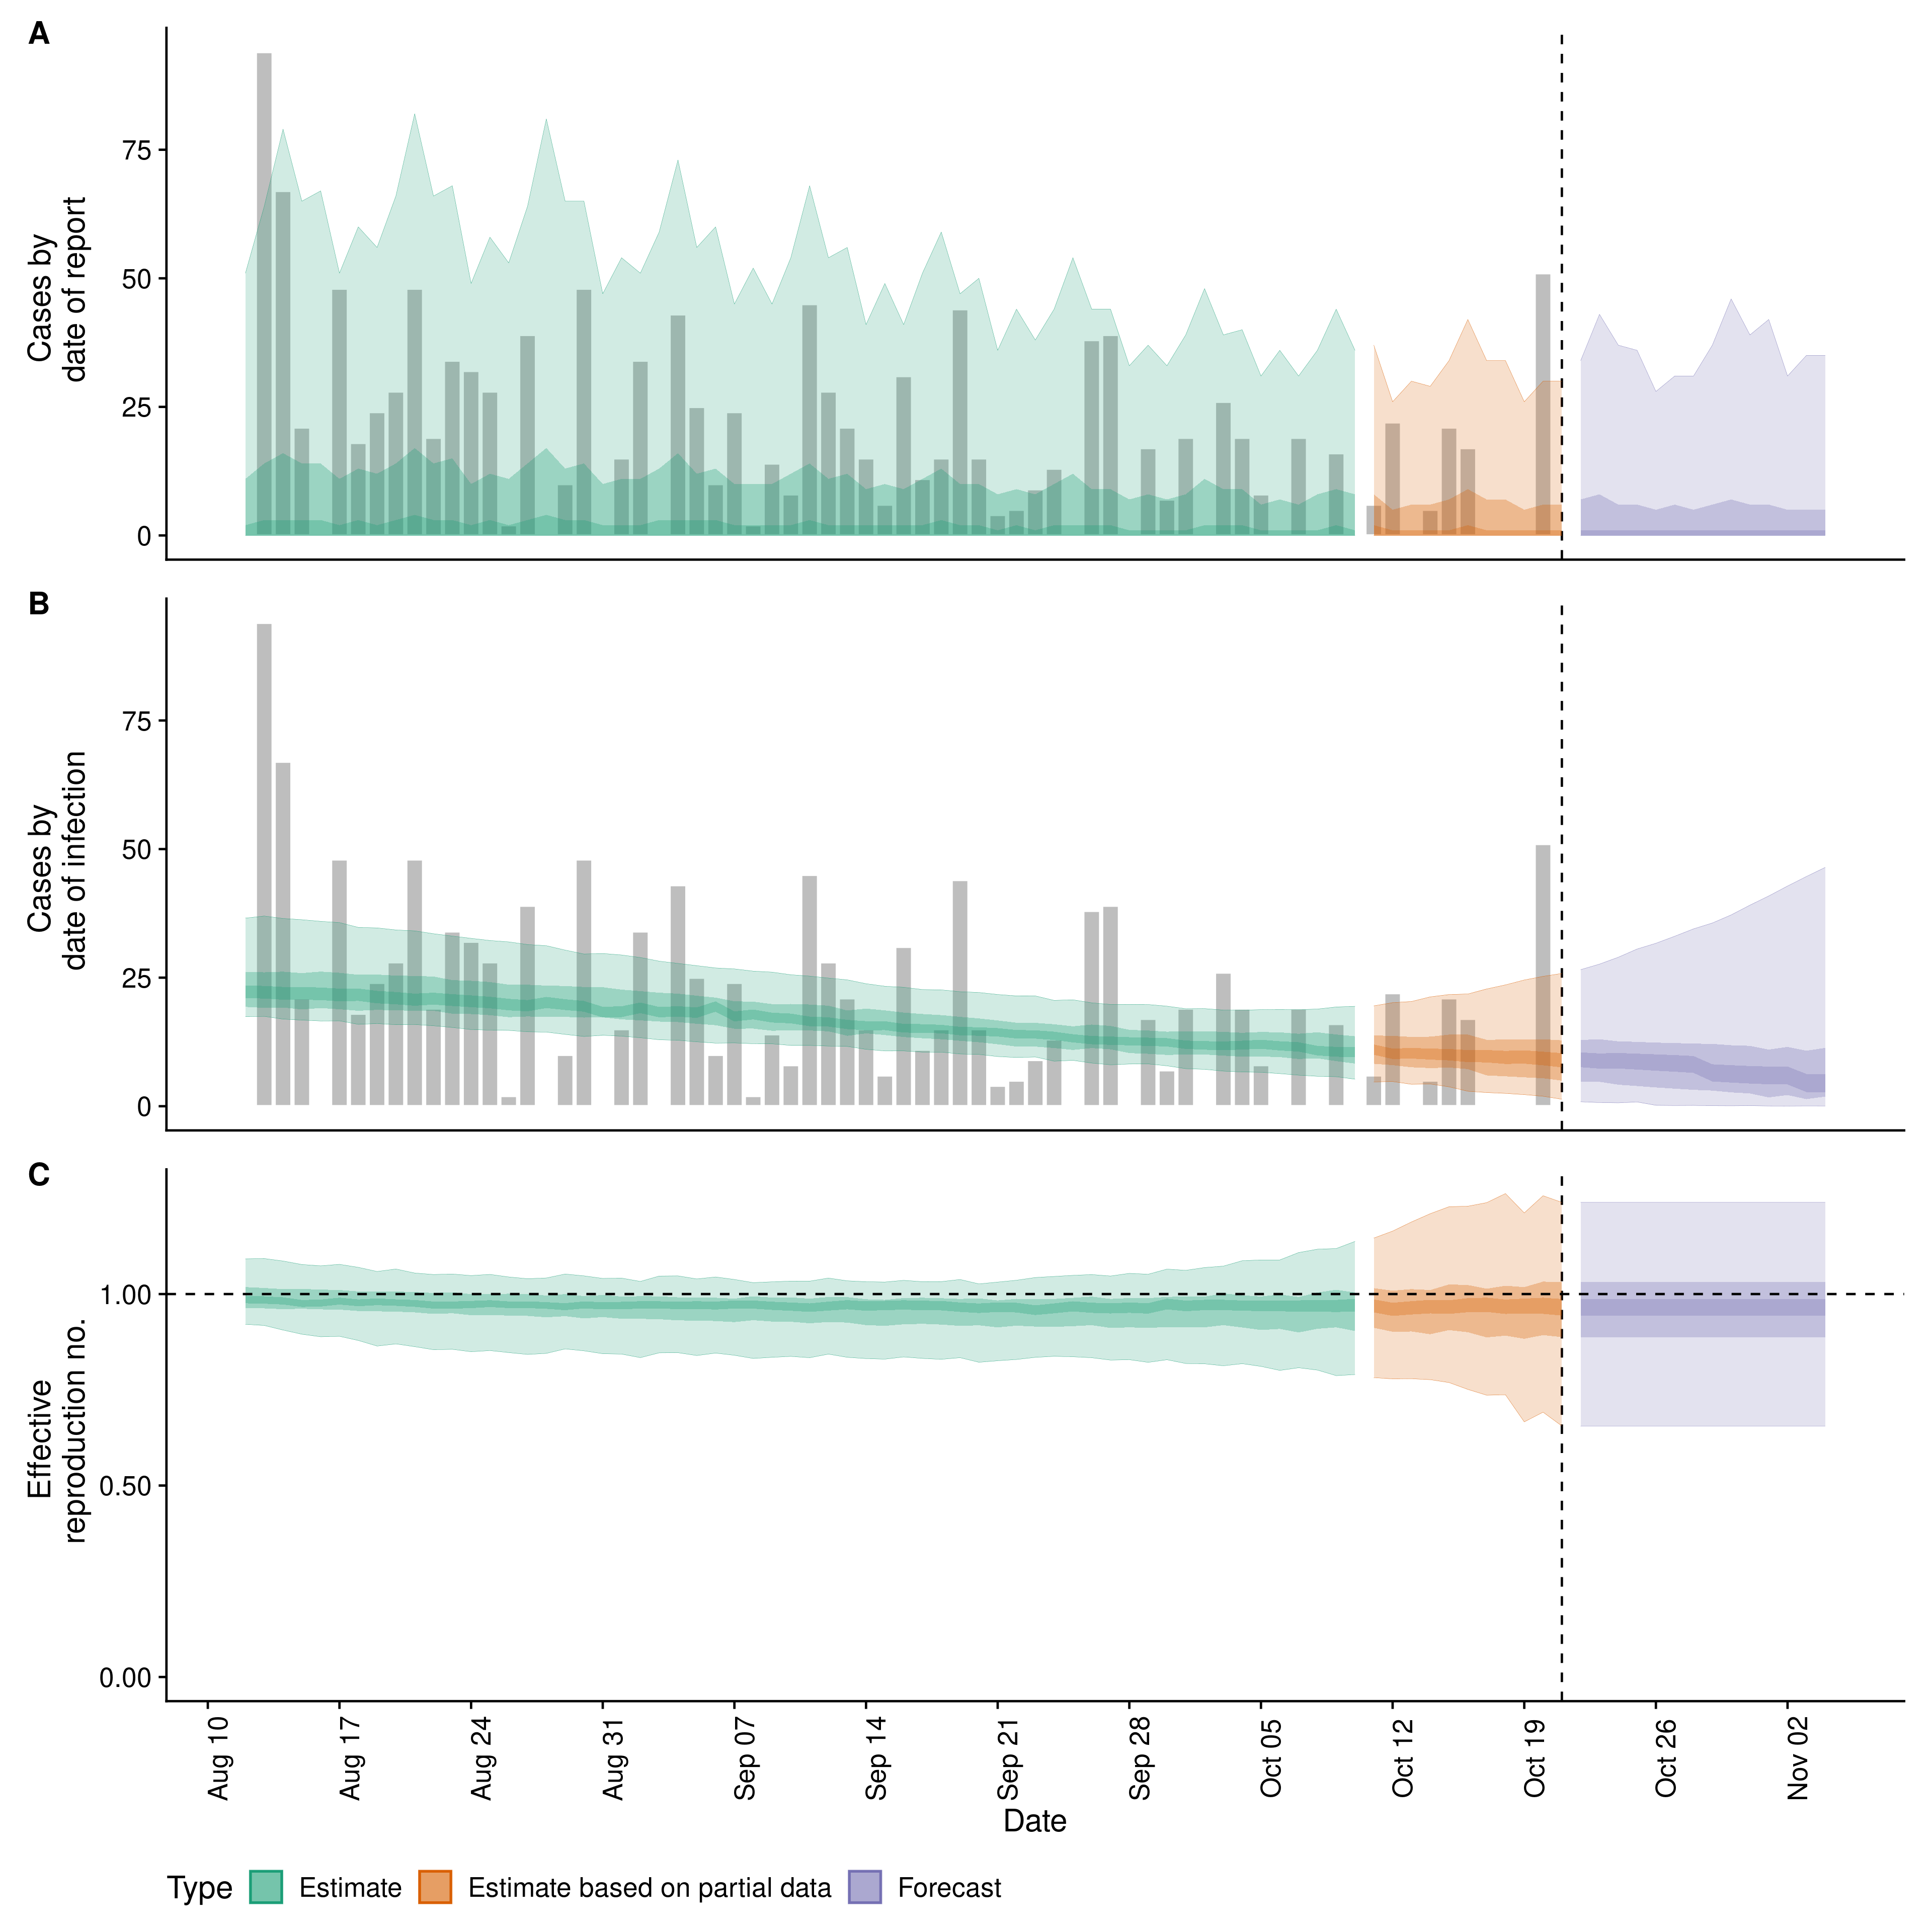 A
Cases by
date of report
75
50
25
0
B
Cases by
date of infection
75
50
25
0
C
Effective
reproduction no.
1.00
0.50
0.00
Aug 10
Aug 17
Aug 24
Aug 31
Sep 07
Sep 14
Sep 21
Sep 28
Oct 05
Oct 12
Oct 19
Oct 26
Nov 02
Date
Type Estimate Estimate based on partial data Forecast